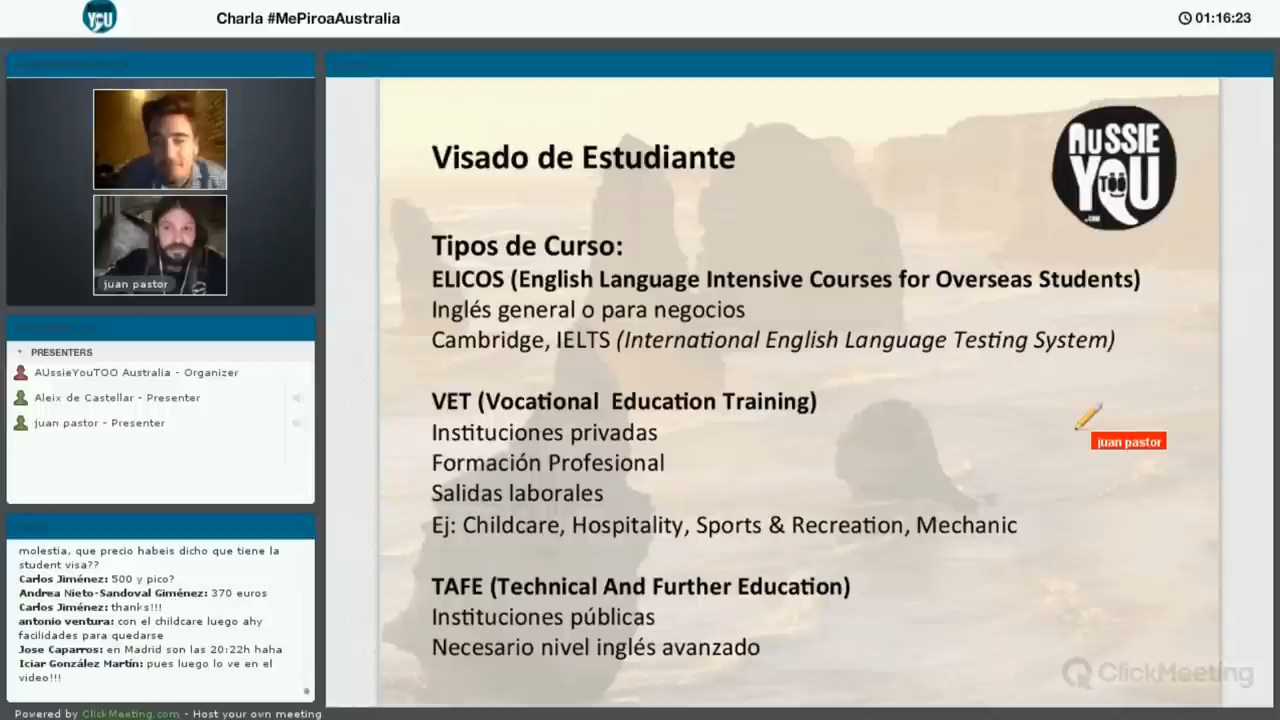 YOU
Charla #MePiroaAustralia
01:16:23
juan pastor
PRESENTERS
AUssieYouTOO Australia - Organizer
Aleix de Castellar - Presenter
juan pastor - Presenter
molestia, que precio habeis dicho que tiene la
student visa??
Carlos Jiménez: 500 y pico?
Andrea Nieto-Sandoval Giménez: 370 euros
Carlos Jiménez: thanks!!!
antonio ventura: con el childcare luego ahy
facilidades para quedarse
Jose Caparros: en Madrid son las 20:22h haha
Iciar González Martín: pues luego lo ve en el
video!!!
Powered by ClickMeeting.com - Host your own meeting
Visado de Estudiante
AUSSIE
YOU
TOO
.COM
Tipos de Curso:
ELICOS (English Language Intensive Courses for Overseas Students)
Inglés general o para negocios
Cambridge, IELTS (International English Language Testing System)
VET (Vocational  Education Training)
Instituciones privadas
Formación Profesional
Salidas laborales
Ej: Childcare, Hospitality, Sports & Recreation, Mechanic
juan pastor
TAFE (Technical And Further Education)
Instituciones públicas
Necesario nivel inglés avanzado
ClickMeeting